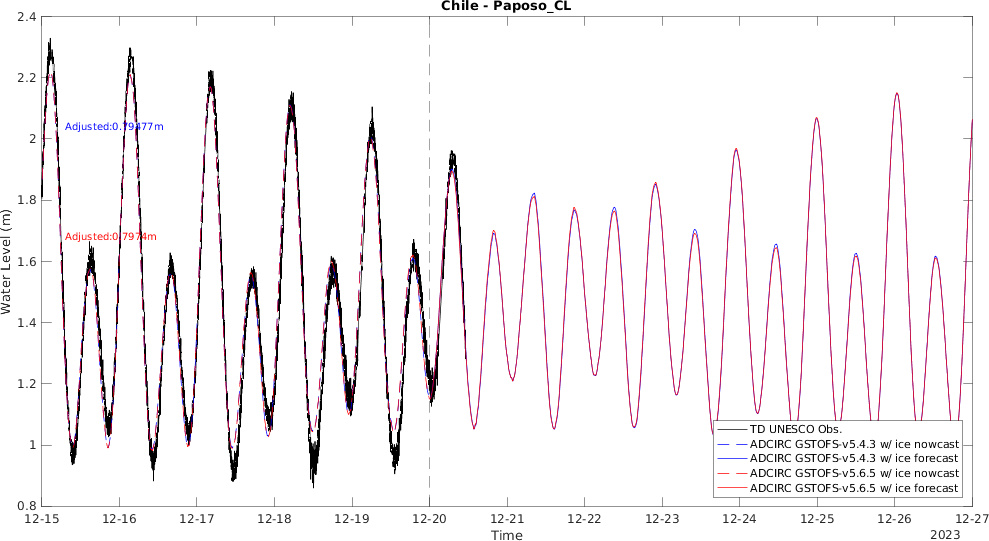 Chile - Paposo_CL
2.4
2.2
2
1.8
1.6
1.4
1.2
1
0.8
Water Level (m)
Adjusted:0.79477m
Adjusted:0.7974m
TD UNESCO Obs.
ADCIRC GSTOFS-v5.4.3 w/ ice nowcast
ADCIRC GSTOFS-v5.4.3 w/ ice forecast
ADCIRC GSTOFS-v5.6.5 w/ ice nowcast
ADCIRC GSTOFS-v5.6.5 w/ ice forecast
12-15 12-16 12-17 12-18 12-19 12-20 12-21 12-22 12-23 12-24 12-25 12-26 12-27
Time
2023